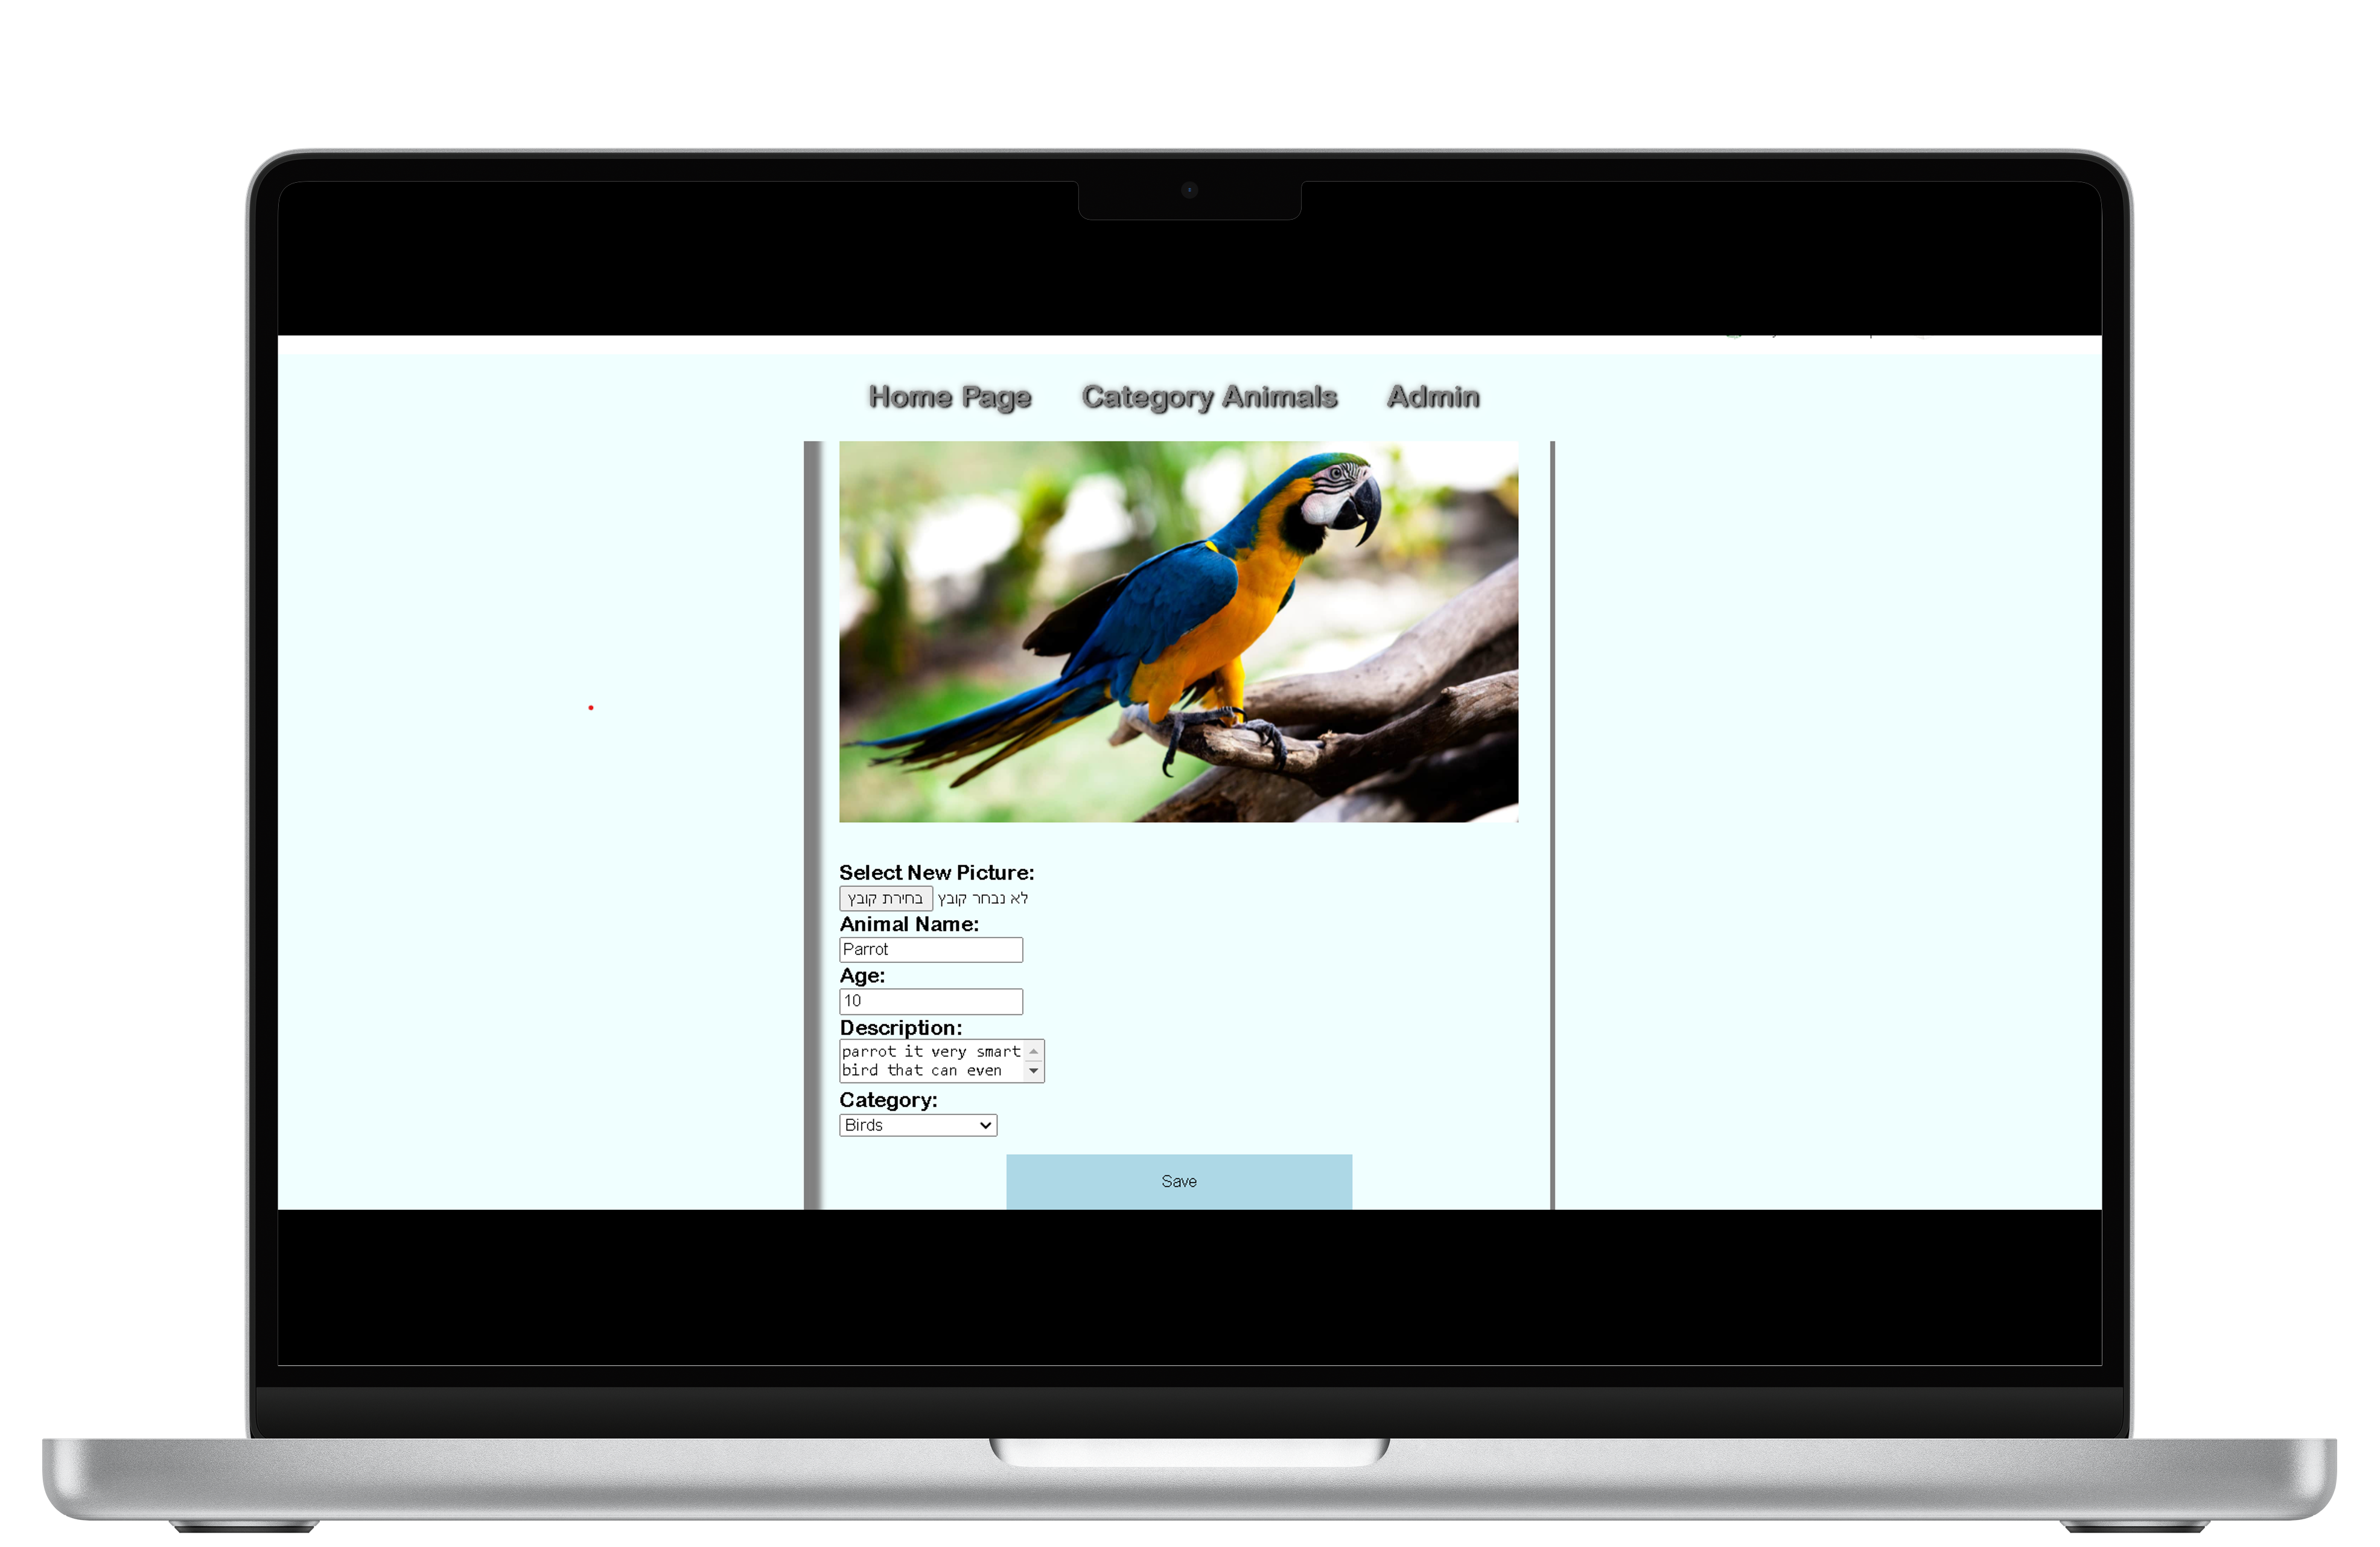 Home Page Category Animals Admin
Select New Picture:
בחירת קובץ לא נבחר קובץ
Animal Name:
Parrot
Age:
10
Description:
parrot it very smart
bird that can even
Category:
Birds
Save